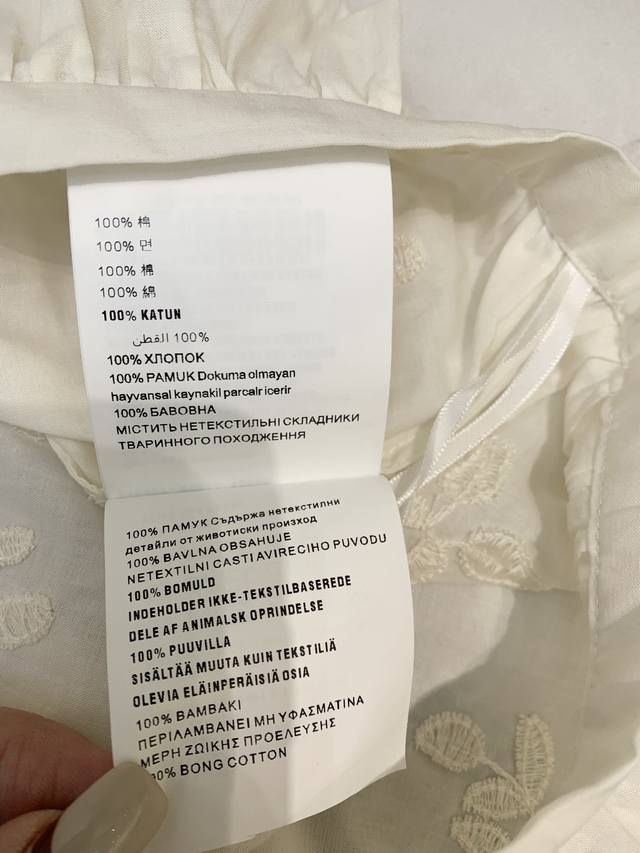 100% 棉
100% 면
100% 棉
100% 綿
100% KATUN
100% القطن
100% ХЛОПОК
100% PAMUK Dokuma olmayan
hayvansal kaynakil parcalr icerir
100% БАВОВНА
МІСТИТЬ НЕТЕКСТИЛЬНІ СКЛАДНИКИ
ТВАРИННОГО ПОХОДЖЕННЯ
100% ПАМУК Съдържа нетекстилни
детайли от животиски произход
100% BAVLNA OBSAHUJE
NETEXTILNI CASTI AVIRECIHO PUVODU
100% BOMULD
INDEHOLDER IKKE-TEKSTILBASEREDE
DELE AF ANIMALSK OPRINDELSE
100% PUUVILLA
SISÄLTÄÄ MUUTA KUIN TEKSTILIÄ
OLEVIA ELÄINPERÄISIÄ OSIA
100% ΒΑΜΒΑΚΙ
ΠΕΡΙΛΑΜΒΑΝΕΙ ΜΗ ΥΦΑΣΜΑΤΙΝΑ
ΜΕΡΗ ΖΩΙΚΗΣ ΠΡΟΕΛΕΥΣΗΣ
100% BONG COTTON